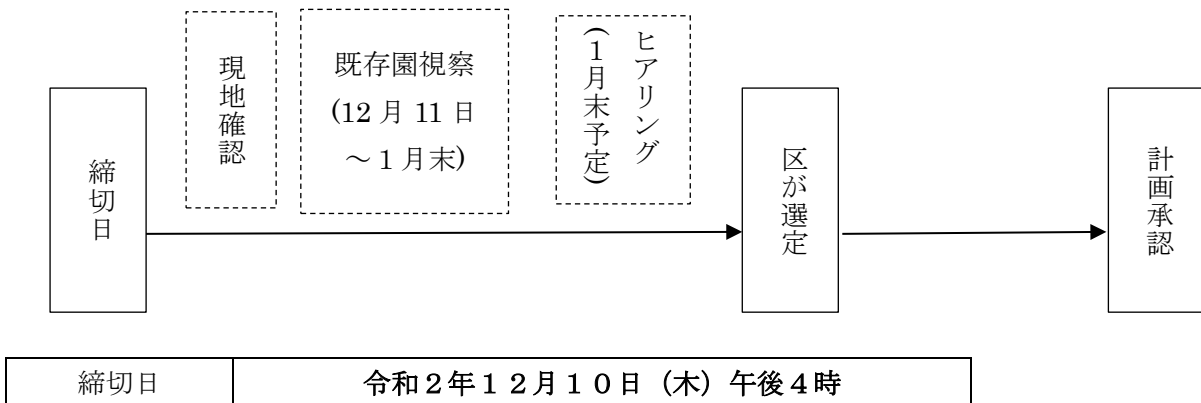 締切日
現地確認
既存園視察
(12月11日
～1月末)
ヒアリング
(1月末予定)
区が選定
計画承認
締切日 令和2年12月10日（木）午後4時